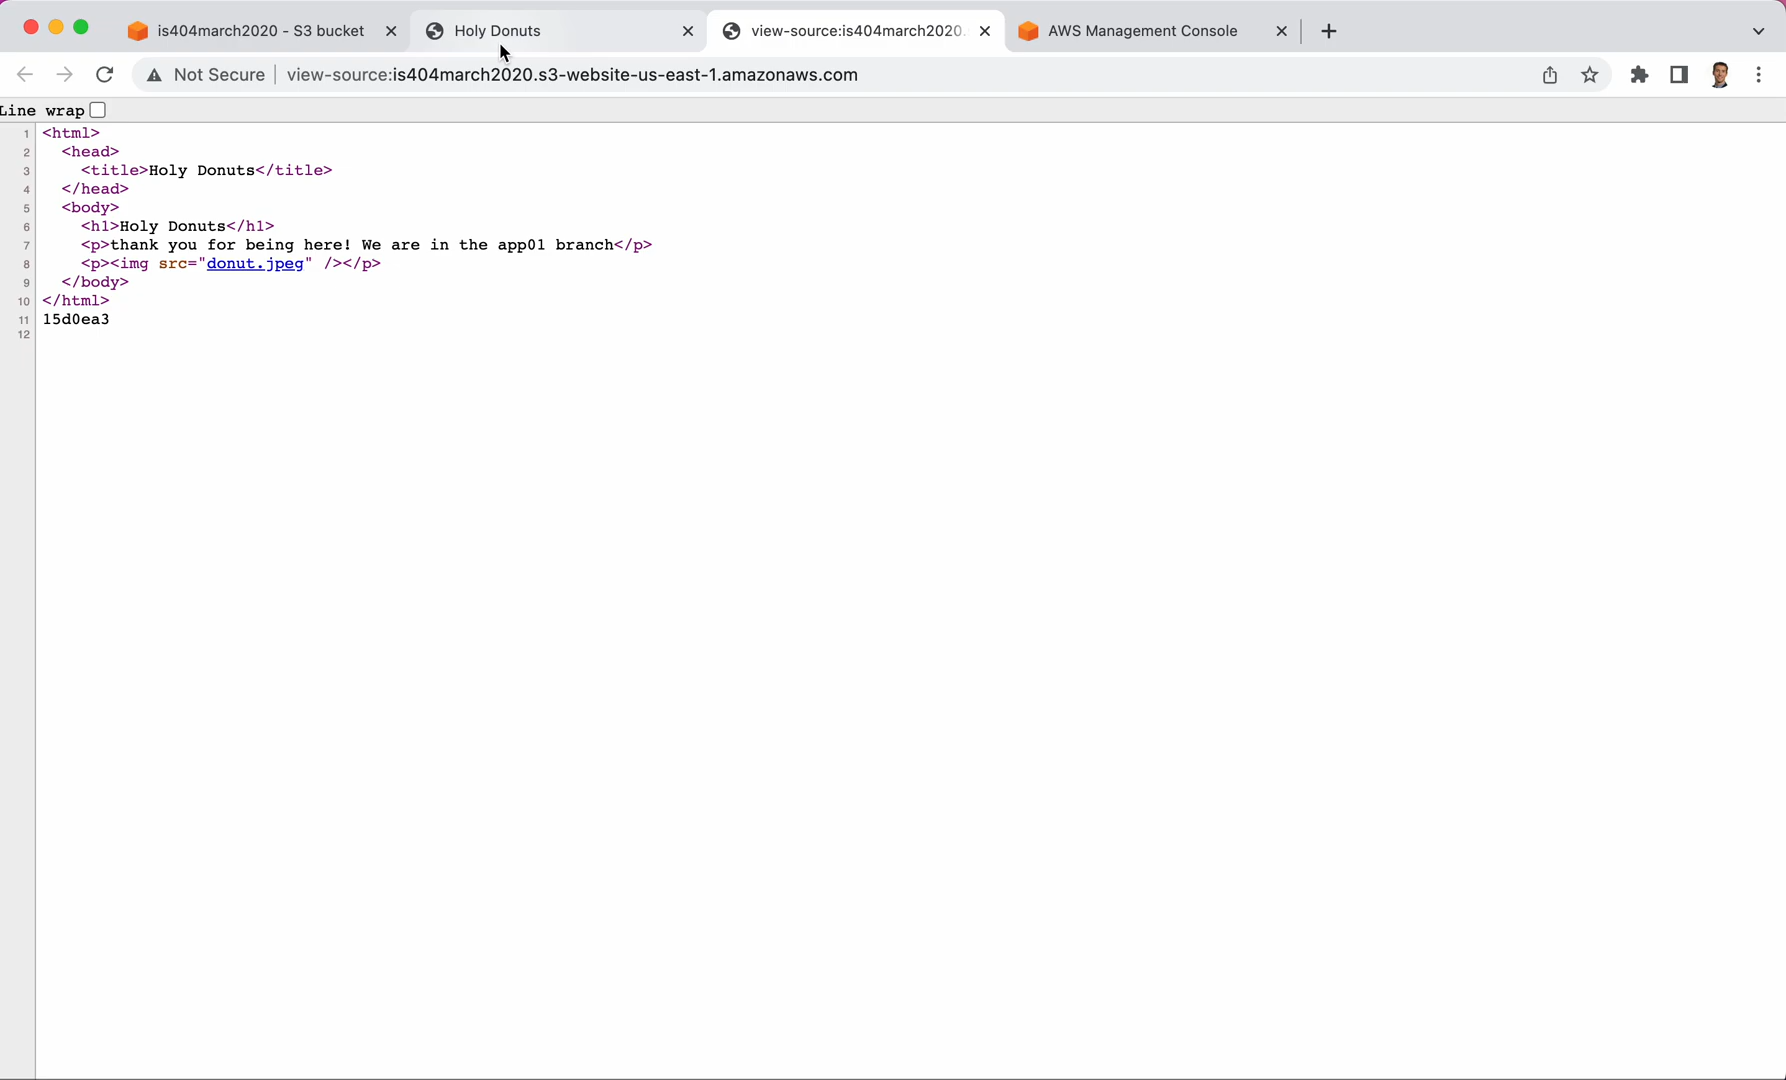 is404march2020 - S3 bucket
Holy Donuts
view-source:is404march2020.
AWS Management Console
Not Secure
view-source:is404march2020.s3-website-us-east-1.amazonaws.com
Line wrap
1 <html>
2 <head>
3 <title>Holy Donuts</title>
4 </head>
5 <body>
6 <h1>Holy Donuts</h1>
7 <p>thank you for being here! We are in the app01 branch</p>
8 <p><img src="donut.jpeg" /></p>
9 </body>
10 </html>
11 15d0ea3
12